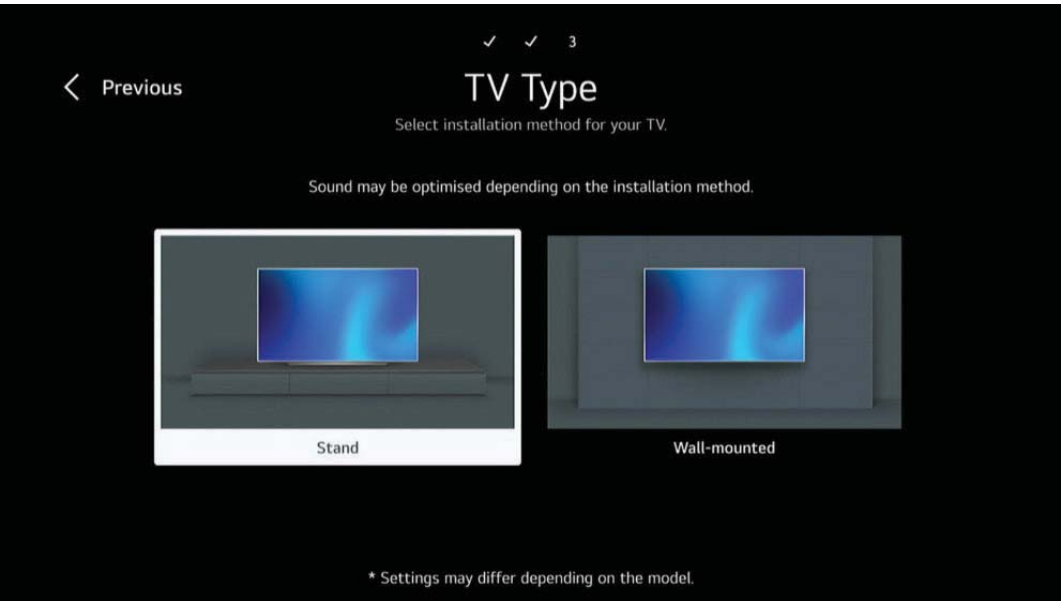 ✓ ✓ 3
Previous
TV Type
Select installation method for your TV.
Sound may be optimised depending on the installation method.
Stand
Wall-mounted
* Settings may differ depending on the model.